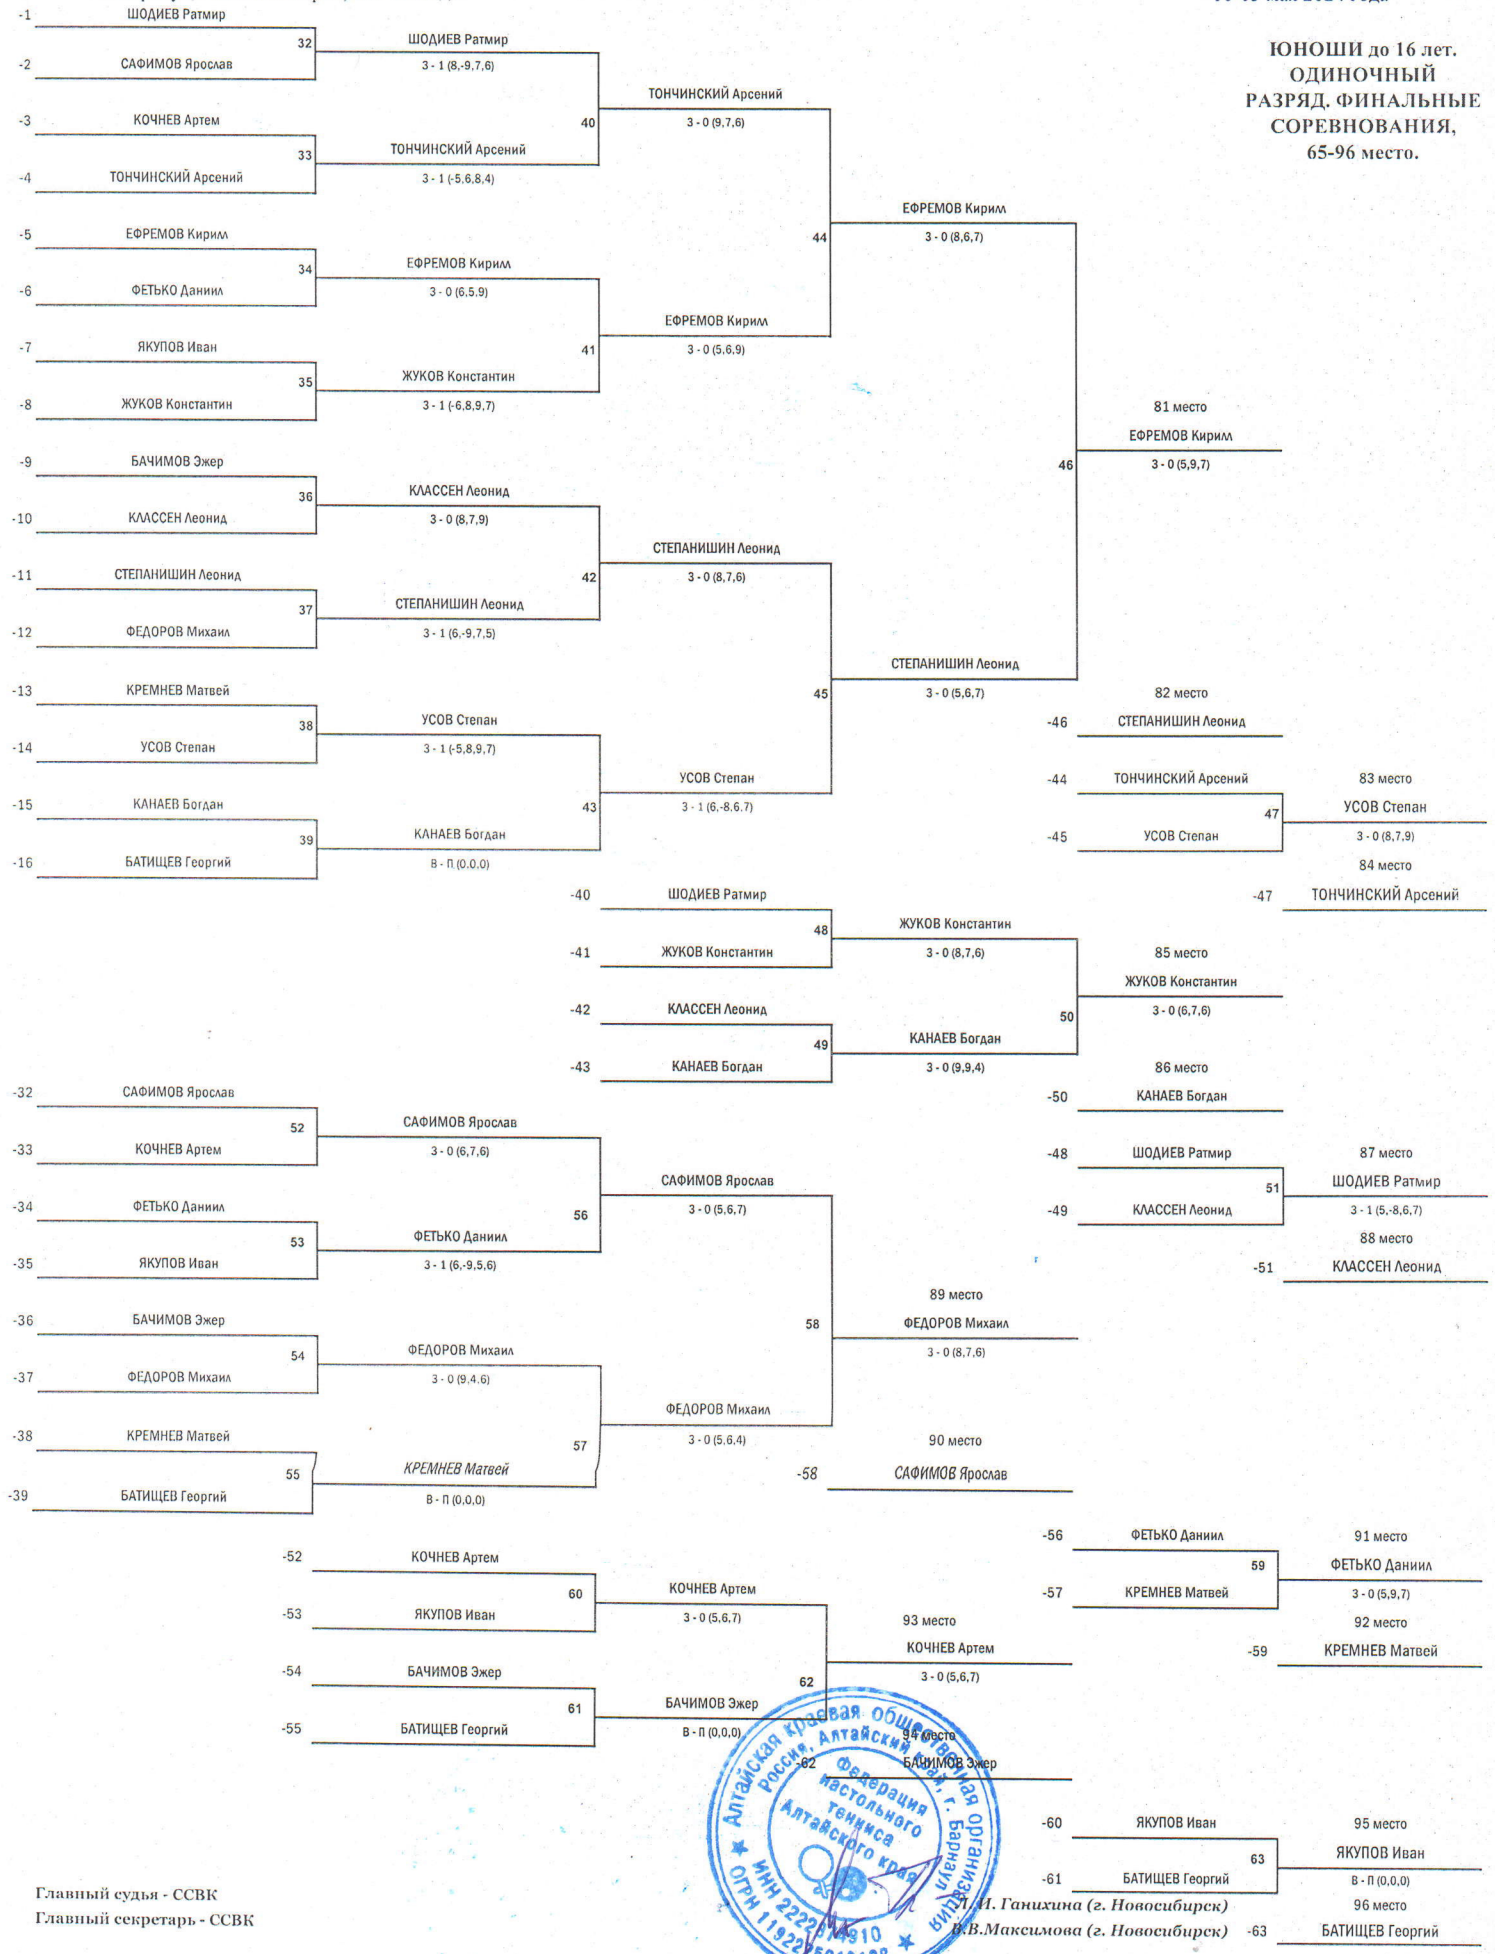 -1 ШОДИЕВ Ратмир
32 ШОДИЕВ Ратмир
-2 САФИМОВ Ярослав 3 - 1 (8,-9,7,6)
ЮНОШИ до 16 лет.
ОДИНОЧНЫЙ
РАЗРЯД. ФИНАЛЬНЫЕ
СОРЕВНОВАНИЯ,
65-96 место.
ТОНЧИНСКИЙ Арсений
-3 КОЧНЕВ Артем 40 3 - 0 (9,7,6)
33 ТОНЧИНСКИЙ Арсений
-4 ТОНЧИНСКИЙ Арсений 3 - 1 (-5,6,8,4)
ЕФРЕМОВ Кирилл
-5 ЕФРЕМОВ Кирилл 44 3 - 0 (8,6,7)
34 ЕФРЕМОВ Кирилл
-6 ФЕТЬКО Даниил 3 - 0 (6,5,9)
ЕФРЕМОВ Кирилл
-7 ЯКУПОВ Иван 41 3 - 0 (5,6,9)
35 ЖУКОВ Константин
-8 ЖУКОВ Константин 3 - 1 (-6,8,9,7)
81 место
ЕФРЕМОВ Кирилл
-9 БАЧИМОВ Эжер 46 3 - 0 (5,9,7)
36 КЛАССЕН Леонид
-10 КЛАССЕН Леонид 3 - 0 (8,7,9)
СТЕПАНИШИН Леонид
-11 СТЕПАНИШИН Леонид 42 3 - 0 (8,7,6)
37 СТЕПАНИШИН Леонид
-12 ФЕДОРОВ Михаил 3 - 1 (6,-9,7,5)
СТЕПАНИШИН Леонид
-13 КРЕМНЕВ Матвей 45 3 - 0 (5,6,7) 82 место
38 УСОВ Степан -46 СТЕПАНИШИН Леонид
-14 УСОВ Степан 3 - 1 (-5,8,9,7)
УСОВ Степан -44 ТОНЧИНСКИЙ Арсений 83 место
-15 КАНАЕВ Богдан 43 3 - 1 (6,-8,6,7) 47 УСОВ Степан
39 КАНАЕВ Богдан -45 УСОВ Степан 3 - 0 (8,7,9)
-16 БАТИЩЕВ Георгий В - П (0,0,0) 84 место
-40 ШОДИЕВ Ратмир -47 ТОНЧИНСКИЙ Арсений
48 ЖУКОВ Константин
-41 ЖУКОВ Константин 3 - 0 (8,7,6) 85 место
ЖУКОВ Константин
-42 КЛАССЕН Леонид 50 3 - 0 (6,7,6)
49 КАНАЕВ Богдан
-43 КАНАЕВ Богдан 3 - 0 (9,9,4) 86 место
-32 САФИМОВ Ярослав -50 КАНАЕВ Богдан
52 САФИМОВ Ярослав
-33 КОЧНЕВ Артем 3 - 0 (6,7,6) -48 ШОДИЕВ Ратмир 87 место
САФИМОВ Ярослав 51 ШОДИЕВ Ратмир
-34 ФЕТЬКО Даниил 56 3 - 0 (5,6,7) -49 КЛАССЕН Леонид 3 - 1 (5,-8,6,7)
53 ФЕТЬКО Даниил 88 место
-35 ЯКУПОВ Иван 3 - 1 (6,-9,5,6) -51 КЛАССЕН Леонид
89 место
-36 БАЧИМОВ Эжер 58 ФЕДОРОВ Михаил
54 ФЕДОРОВ Михаил 3 - 0 (8,7,6)
-37 ФЕДОРОВ Михаил 3 - 0 (9,4,6)
ФЕДОРОВ Михаил
-38 КРЕМНЕВ Матвей 57 3 - 0 (5,6,4) 90 место
55 КРЕМНЕВ Матвей -58 САФИМОВ Ярослав
-39 БАТИЩЕВ Георгий В - П (0,0,0)
-56 ФЕТЬКО Даниил 91 место
-52 КОЧНЕВ Артем 59 ФЕТЬКО Даниил
60 КОЧНЕВ Артем -57 КРЕМНЕВ Матвей 3 - 0 (5,9,7)
-53 ЯКУПОВ Иван 3 - 0 (5,6,7) 93 место 92 место
КОЧНЕВ Артем -59 КРЕМНЕВ Матвей
-54 БАЧИМОВ Эжер 62 3 - 0 (5,6,7)
61 БАЧИМОВ Эжер
-55 БАТИЩЕВ Георгий В - П (0,0,0) 94 место
-62 БАЧИМОВ Эжер
Алтайская краевая общественная организация
Россия, Алтайский край, г. Барнаул
Федерация
настольного
тенниса
Алтайского края
-60 ЯКУПОВ Иван 95 место
63 ЯКУПОВ Иван
-61 БАТИЩЕВ Георгий В - П (0,0,0)
Главный судья - ССВК Л.И. Ганихина (г. Новосибирск) 96 место
Главный секретарь - ССВК В.В.Максимова (г. Новосибирск) -63 БАТИЩЕВ Георгий